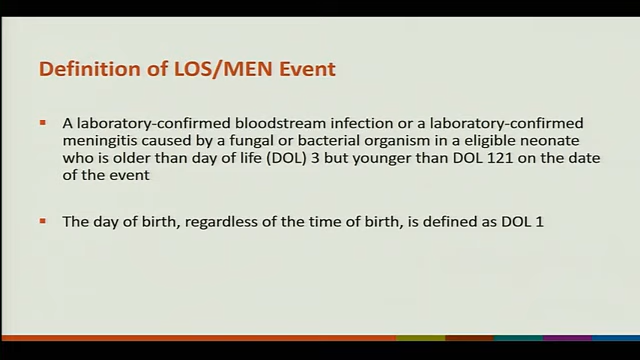 Definition of LOS/MEN Event
▪ A laboratory-confirmed bloodstream infection or a laboratory-confirmed
meningitis caused by a fungal or bacterial organism in a eligible neonate
who is older than day of life (DOL) 3 but younger than DOL 121 on the date
of the event
▪ The day of birth, regardless of the time of birth, is defined as DOL 1